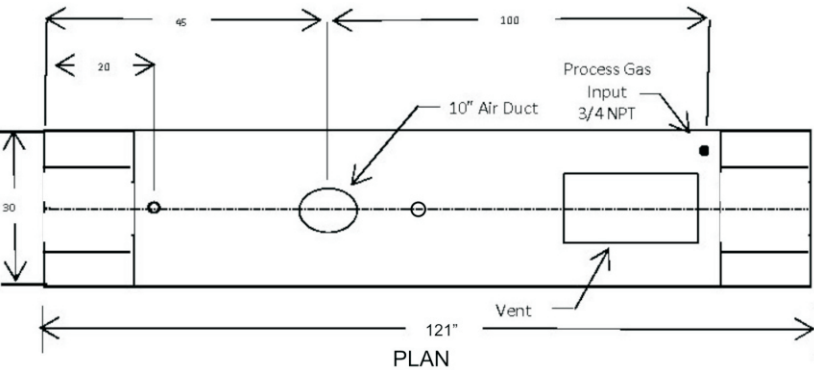 45
100
20
Process Gas
Input
3/4 NPT
10" Air Duct
30
Vent
121"
PLAN